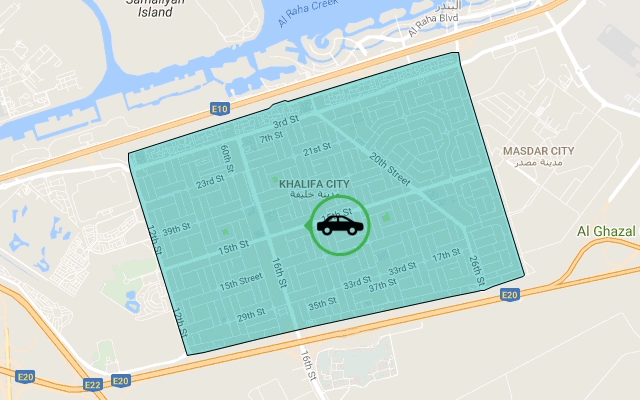 Samaliyah
Island
Al Raha Creek
البندر
Al Raha Blvd
E10
3rd St
7th St
60th St
21st St
20th Street
MASDAR CITY
مدينة مصدر
23rd St
KHALIFA CITY
مدينة خليفة
39th St
12th St
15th St
15th St
Al Ghazal
16th St
15th Street
33rd St
33rd St
17th St
26th St
37th St
35th St
29th St
12th St
E20
16th St
E20
E22
E20